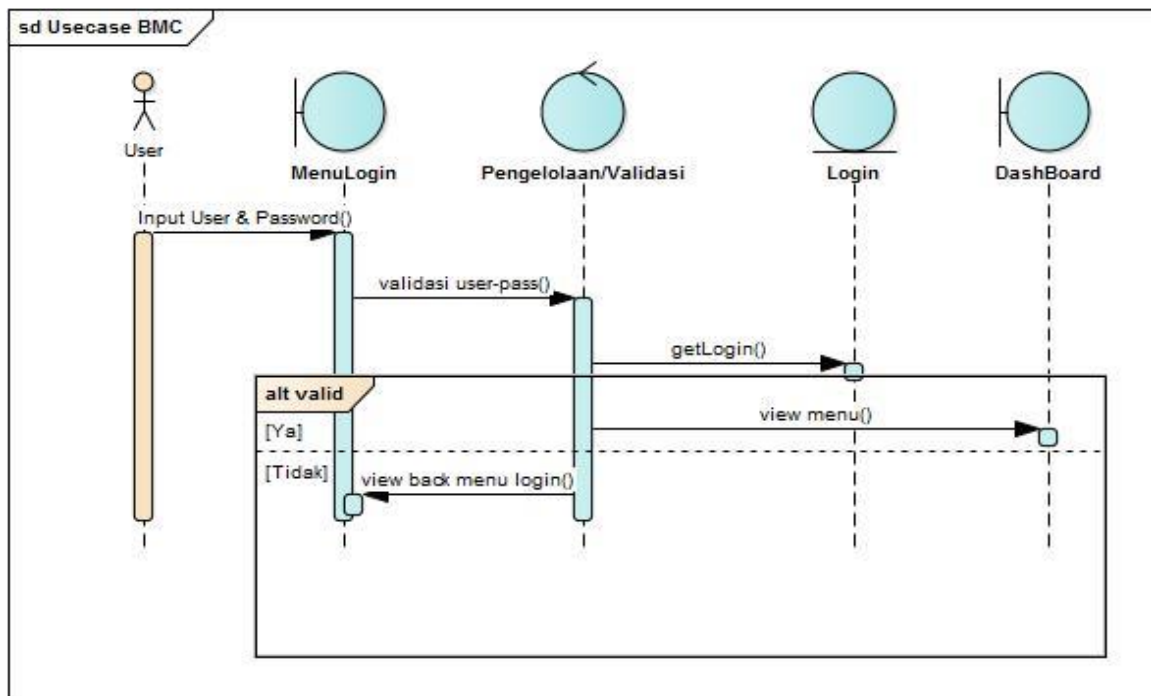 sd Usecase BMC
User
MenuLogin
Pengelolaan/Validasi
Login
DashBoard
Input User & Password()
validasi user-pass()
getLogin()
alt valid
view menu()
[Ya]
[Tidak]
view back menu login()